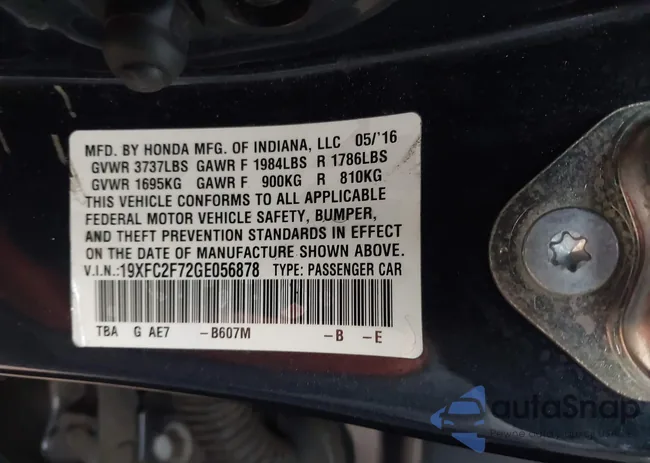 MFD. BY HONDA MFG. OF INDIANA, LLC 05/'16
GVWR 3737LBS GAWR F 1984LBS R 1786LBS
GVWR 1695KG GAWR F 900KG R 810KG
THIS VEHICLE CONFORMS TO ALL APPLICABLE
FEDERAL MOTOR VEHICLE SAFETY, BUMPER,
AND THEFT PREVENTION STANDARDS IN EFFECT
ON THE DATE OF MANUFACTURE SHOWN ABOVE.
V.I.N.:19XFC2F72GE056878 TYPE: PASSENGER CAR
TBA G AE7 -B607M -B -E
autaSnap